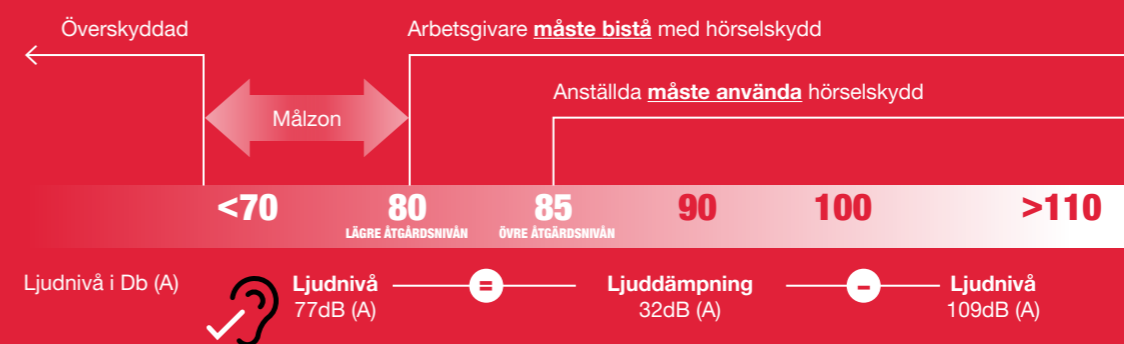 Överskyddad
Arbetsgivare måste bistå med hörselskydd
Anställda måste använda hörselskydd
Målzon
<70
80
LÄGRE ÅTGÅRDSNIVÅN
85
ÖVRE ÅTGÄRDSNIVÅN
90
100
>110
Ljudnivå i Db (A)
Ljudnivå
77dB (A)
=
Ljuddämpning
32dB (A)
-
Ljudnivå
109dB (A)